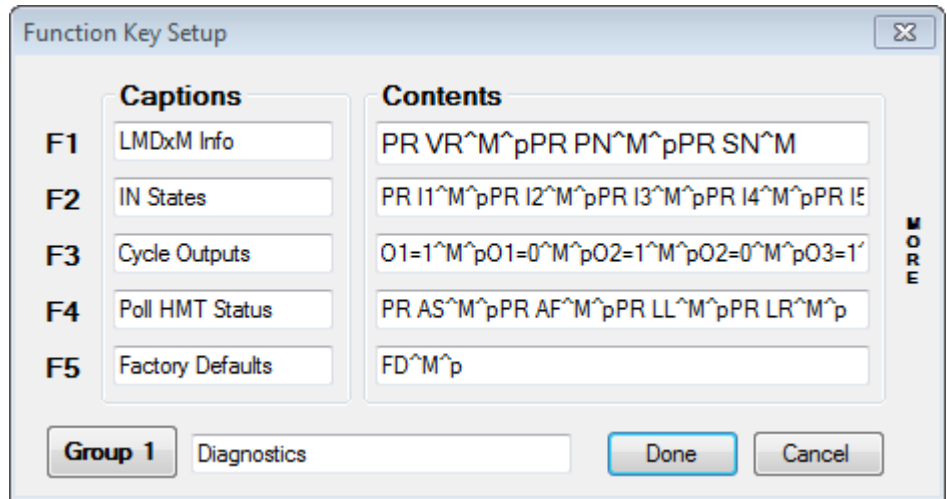 Function Key Setup
Captions Contents
F1 LMDxM Info PR VR^M^pPR PN^M^pPR SN^M
F2 IN States PR I1^M^pPR I2^M^pPR I3^M^pPR I4^M^pPR I5
F3 Cycle Outputs O1=1^M^pO1=0^M^pO2=1^M^pO2=0^M^pO3=1^
F4 Poll HMT Status PR AS^M^pPR AF^M^pPR LL^M^pPR LR^M^p
F5 Factory Defaults FD^M^p
MORE
Group 1 Diagnostics Done Cancel